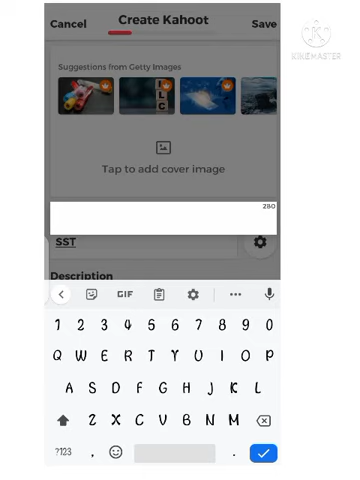 Cancel
Create Kahoot
Save
KINEMASTER
Suggestions from Getty Images
Tap to add cover image
280
SST
Description
GIF
1 2 3 4 5 6 7 8 9 0
Q W E R T Y U I O P
A S D F G H J K L
Z X C V B N M
?123 , .